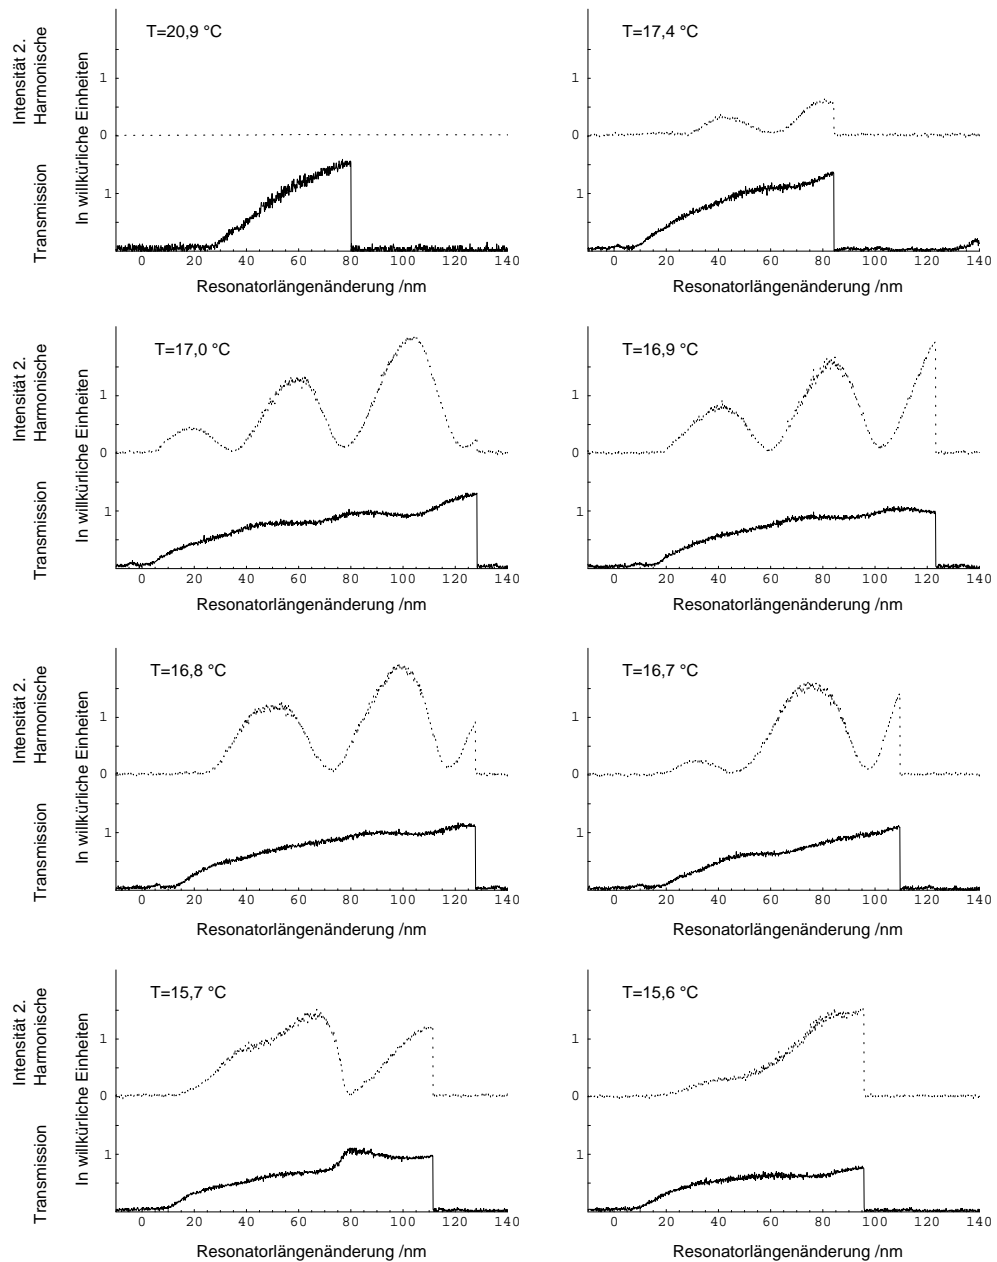 T=20,9 °C
Intensität 2.
Harmonische
Transmission
In willkürliche Einheiten
1
0
1
0 20 40 60 80 100 120 140
Resonatorlängenänderung /nm
T=17,4 °C
1
0
1
0 20 40 60 80 100 120 140
Resonatorlängenänderung /nm
T=17,0 °C
Intensität 2.
Harmonische
Transmission
In willkürliche Einheiten
1
0
1
0 20 40 60 80 100 120 140
Resonatorlängenänderung /nm
T=16,9 °C
1
0
1
0 20 40 60 80 100 120 140
Resonatorlängenänderung /nm
T=16,8 °C
Intensität 2.
Harmonische
Transmission
In willkürliche Einheiten
1
0
1
0 20 40 60 80 100 120 140
Resonatorlängenänderung /nm
T=16,7 °C
1
0
1
0 20 40 60 80 100 120 140
Resonatorlängenänderung /nm
T=15,7 °C
Intensität 2.
Harmonische
Transmission
In willkürliche Einheiten
1
0
1
0 20 40 60 80 100 120 140
Resonatorlängenänderung /nm
T=15,6 °C
1
0
1
0 20 40 60 80 100 120 140
Resonatorlängenänderung /nm